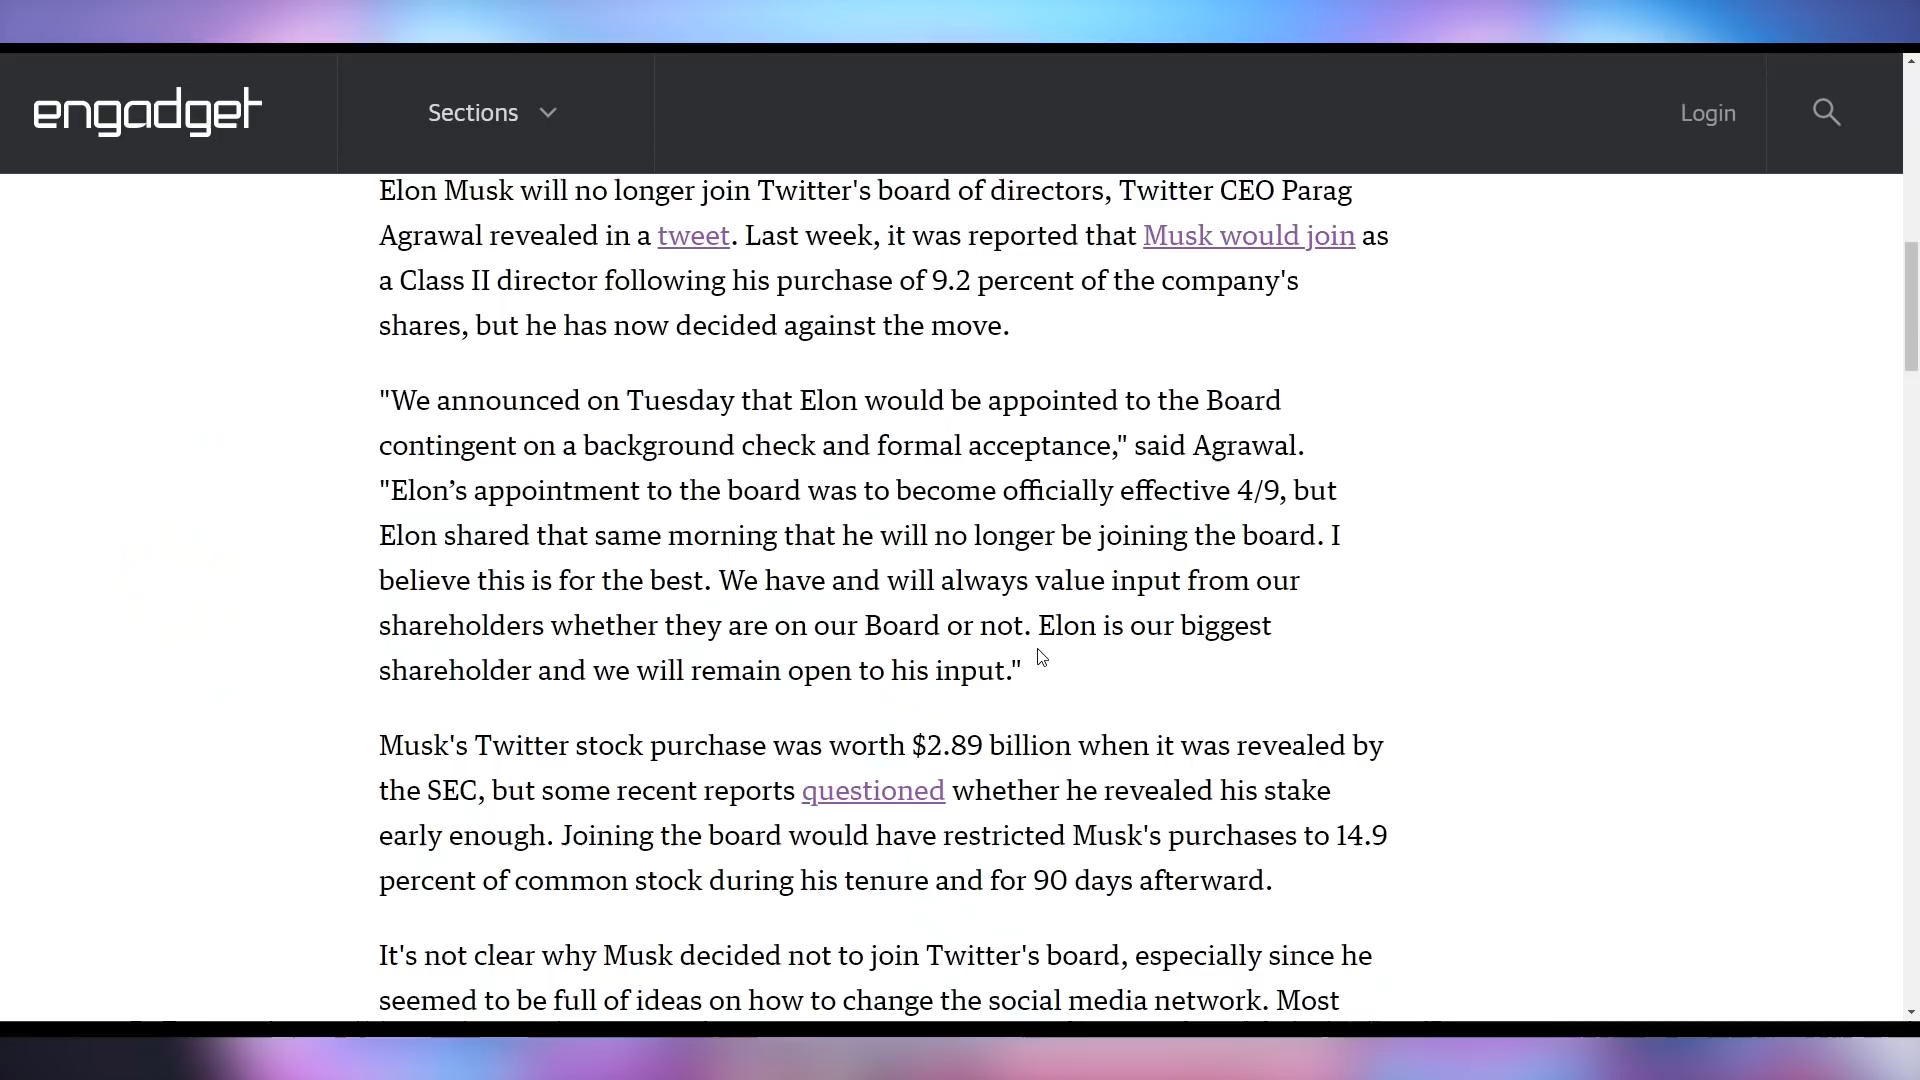 engadget
Sections
Login
Elon Musk will no longer join Twitter's board of directors, Twitter CEO Parag
Agrawal revealed in a tweet. Last week, it was reported that Musk would join as
a Class II director following his purchase of 9.2 percent of the company's
shares, but he has now decided against the move.
"We announced on Tuesday that Elon would be appointed to the Board
contingent on a background check and formal acceptance," said Agrawal.
"Elon’s appointment to the board was to become officially effective 4/9, but
Elon shared that same morning that he will no longer be joining the board. I
believe this is for the best. We have and will always value input from our
shareholders whether they are on our Board or not. Elon is our biggest
shareholder and we will remain open to his input."
Musk's Twitter stock purchase was worth $2.89 billion when it was revealed by
the SEC, but some recent reports questioned whether he revealed his stake
early enough. Joining the board would have restricted Musk's purchases to 14.9
percent of common stock during his tenure and for 90 days afterward.
It's not clear why Musk decided not to join Twitter's board, especially since he
seemed to be full of ideas on how to change the social media network. Most